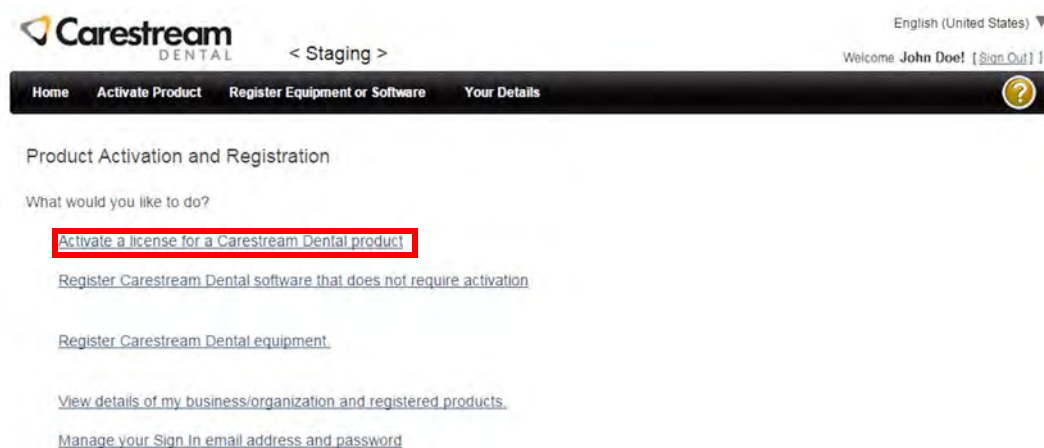 Carestream
DENTAL
< Staging >
English (United States)
Welcome John Doe! [ Sign Out ] ]
Home Activate Product Register Equipment or Software Your Details
?
Product Activation and Registration
What would you like to do?
Activate a license for a Carestream Dental product
Register Carestream Dental software that does not require activation
Register Carestream Dental equipment.
View details of my business/organization and registered products.
Manage your Sign In email address and password